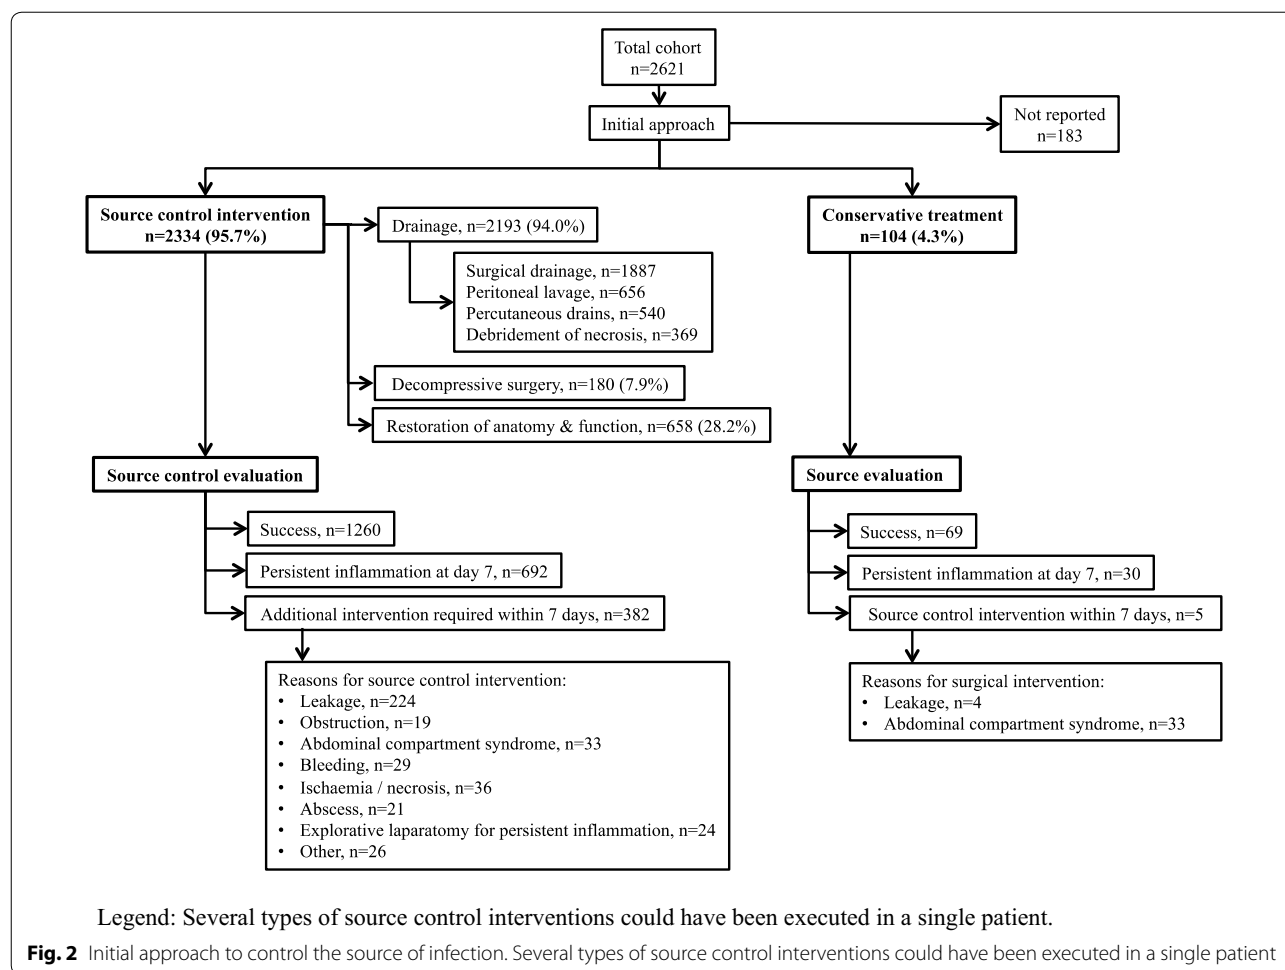 Total cohort
n=2621
Initial approach
Not reported
n=183
Source control intervention
n=2334 (95.7%)
Drainage, n=2193 (94.0%)
Surgical drainage, n=1887
Peritoneal lavage, n=656
Percutaneous drains, n=540
Debridement of necrosis, n=369
Decompressive surgery, n=180 (7.9%)
Restoration of anatomy & function, n=658 (28.2%)
Conservative treatment
n=104 (4.3%)
Source control evaluation
Success, n=1260
Persistent inflammation at day 7, n=692
Additional intervention required within 7 days, n=382
Reasons for source control intervention:
• Leakage, n=224
• Obstruction, n=19
• Abdominal compartment syndrome, n=33
• Bleeding, n=29
• Ischaemia / necrosis, n=36
• Abscess, n=21
• Explorative laparatomy for persistent inflammation, n=24
• Other, n=26
Source evaluation
Success, n=69
Persistent inflammation at day 7, n=30
Source control intervention within 7 days, n=5
Reasons for surgical intervention:
• Leakage, n=4
• Abdominal compartment syndrome, n=33
Legend: Several types of source control interventions could have been executed in a single patient.
Fig. 2 Initial approach to control the source of infection. Several types of source control interventions could have been executed in a single patient